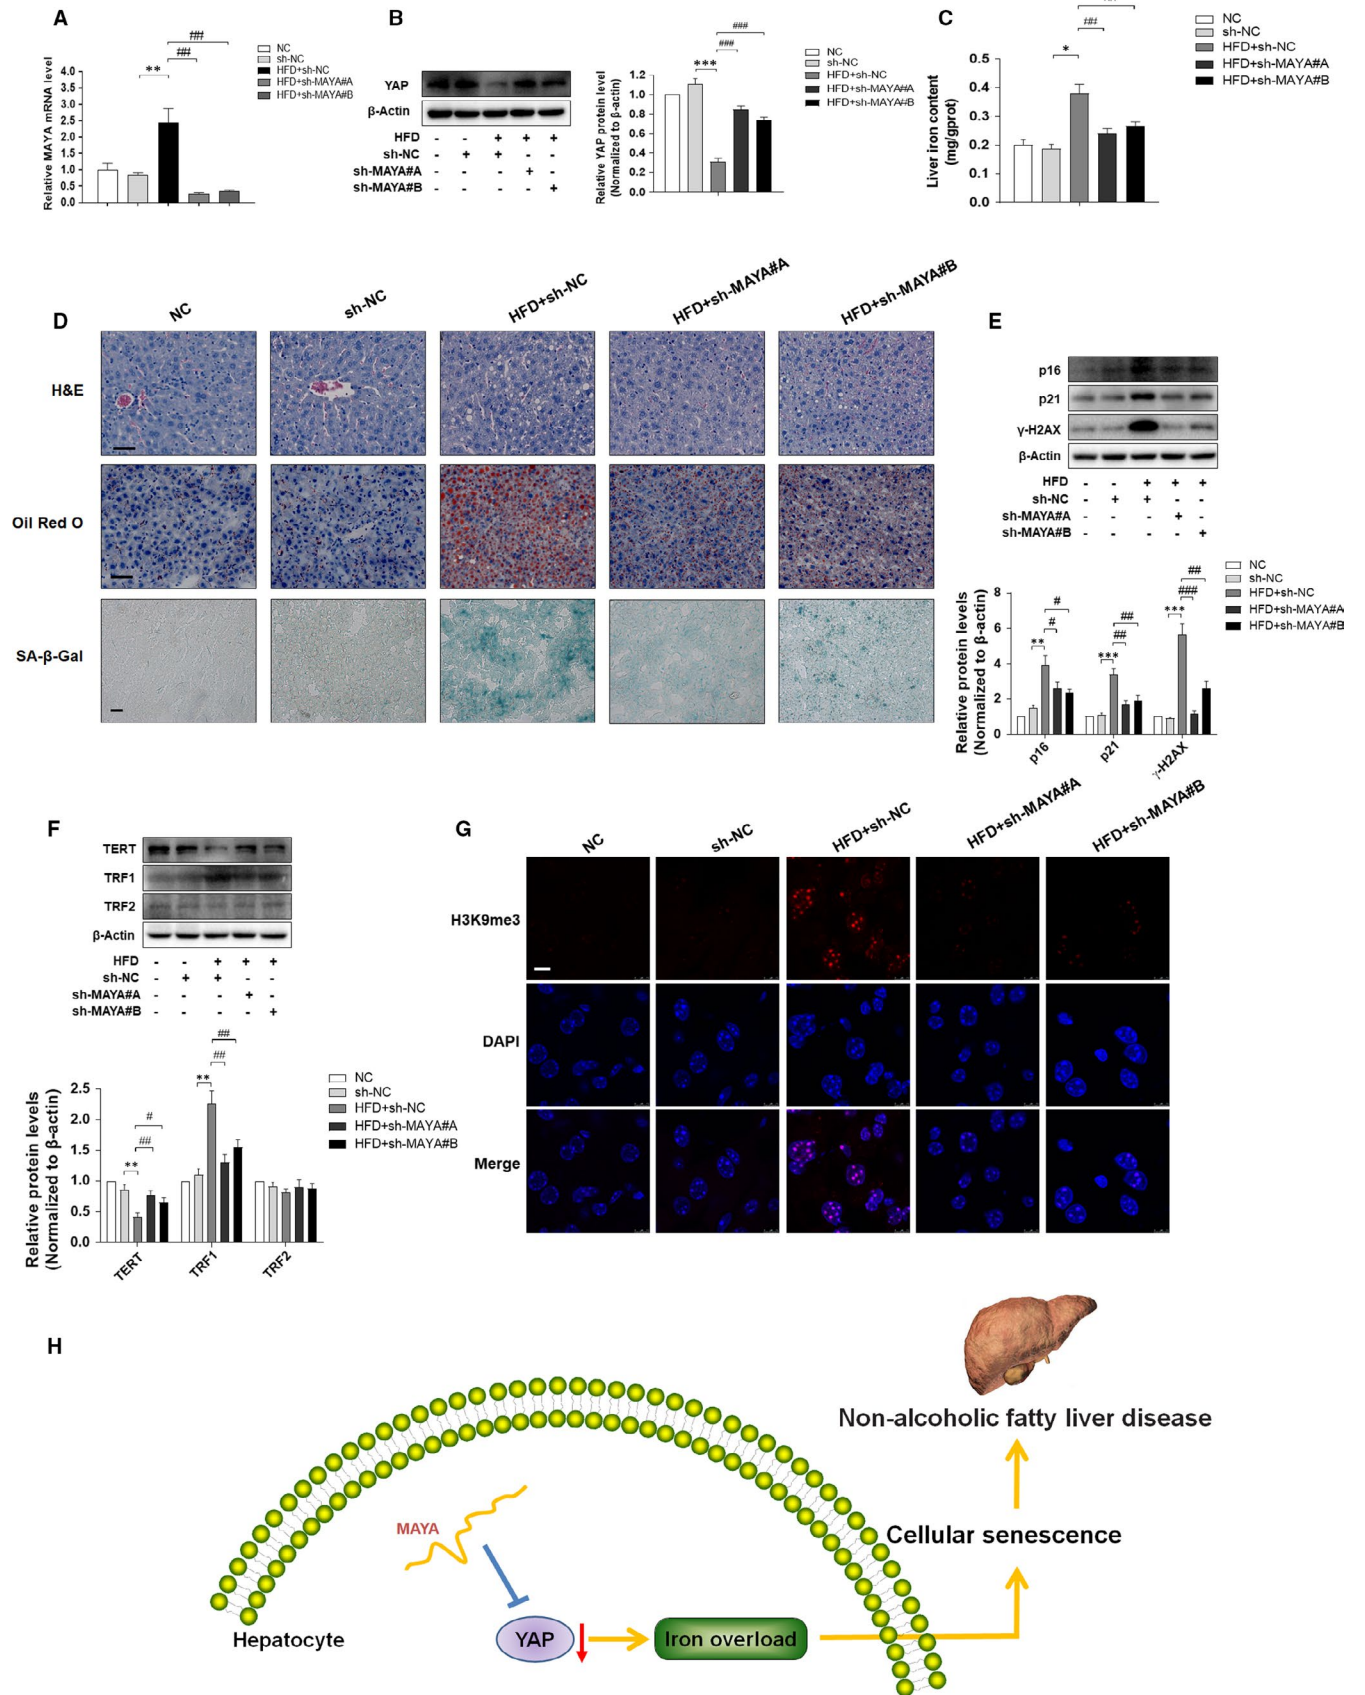 A
##
##
**
NC
sh-NC
HFD+sh-NC
HFD+sh-MAYA#A
HFD+sh-MAYA#B
Relative MAYA mRNA level
4.0
3.5
3.0
2.5
2.0
1.5
1.0
0.5
0.0
B
YAP
β-Actin
HFD - - + + +
sh-NC - + + - -
sh-MAYA#A - - - + -
sh-MAYA#B - - - - +
###
###
***
Relative YAP protein level
(Normalized to β-actin)
1.2
0.9
0.6
0.3
0.0
NC
sh-NC
HFD+sh-NC
HFD+sh-MAYA#A
HFD+sh-MAYA#B
C
##
*
Liver iron content
(mg/gprot)
0.5
0.4
0.3
0.2
0.1
0.0
NC
sh-NC
HFD+sh-NC
HFD+sh-MAYA#A
HFD+sh-MAYA#B
D
NC
sh-NC
HFD+sh-NC
HFD+sh-MAYA#A
HFD+sh-MAYA#B
H&E
Oil Red O
SA-β-Gal
E
p16
p21
γ-H2AX
β-Actin
HFD - - + + +
sh-NC - + + - -
sh-MAYA#A - - - + -
sh-MAYA#B - - - - +
NC
sh-NC
HFD+sh-NC
HFD+sh-MAYA#A
HFD+sh-MAYA#B
Relative protein levels
(Normalized to β-actin)
8
6
4
2
0
#
#
**
##
##
***
##
###
***
p16
p21
γ-H2AX
F
TERT
TRF1
TRF2
β-Actin
HFD - - + + +
sh-NC - + + - -
sh-MAYA#A - - - + -
sh-MAYA#B - - - - +
NC
sh-NC
HFD+sh-NC
HFD+sh-MAYA#A
HFD+sh-MAYA#B
Relative protein levels
(Normalized to β-actin)
2.5
2.0
1.5
1.0
0.5
0.0
#
##
**
##
##
**
TERT
TRF1
TRF2
G
NC
sh-NC
HFD+sh-NC
HFD+sh-MAYA#A
HFD+sh-MAYA#B
H3K9me3
DAPI
Merge
H
Non-alcoholic fatty liver disease
Cellular senescence
MAYA
Hepatocyte
YAP
Iron overload